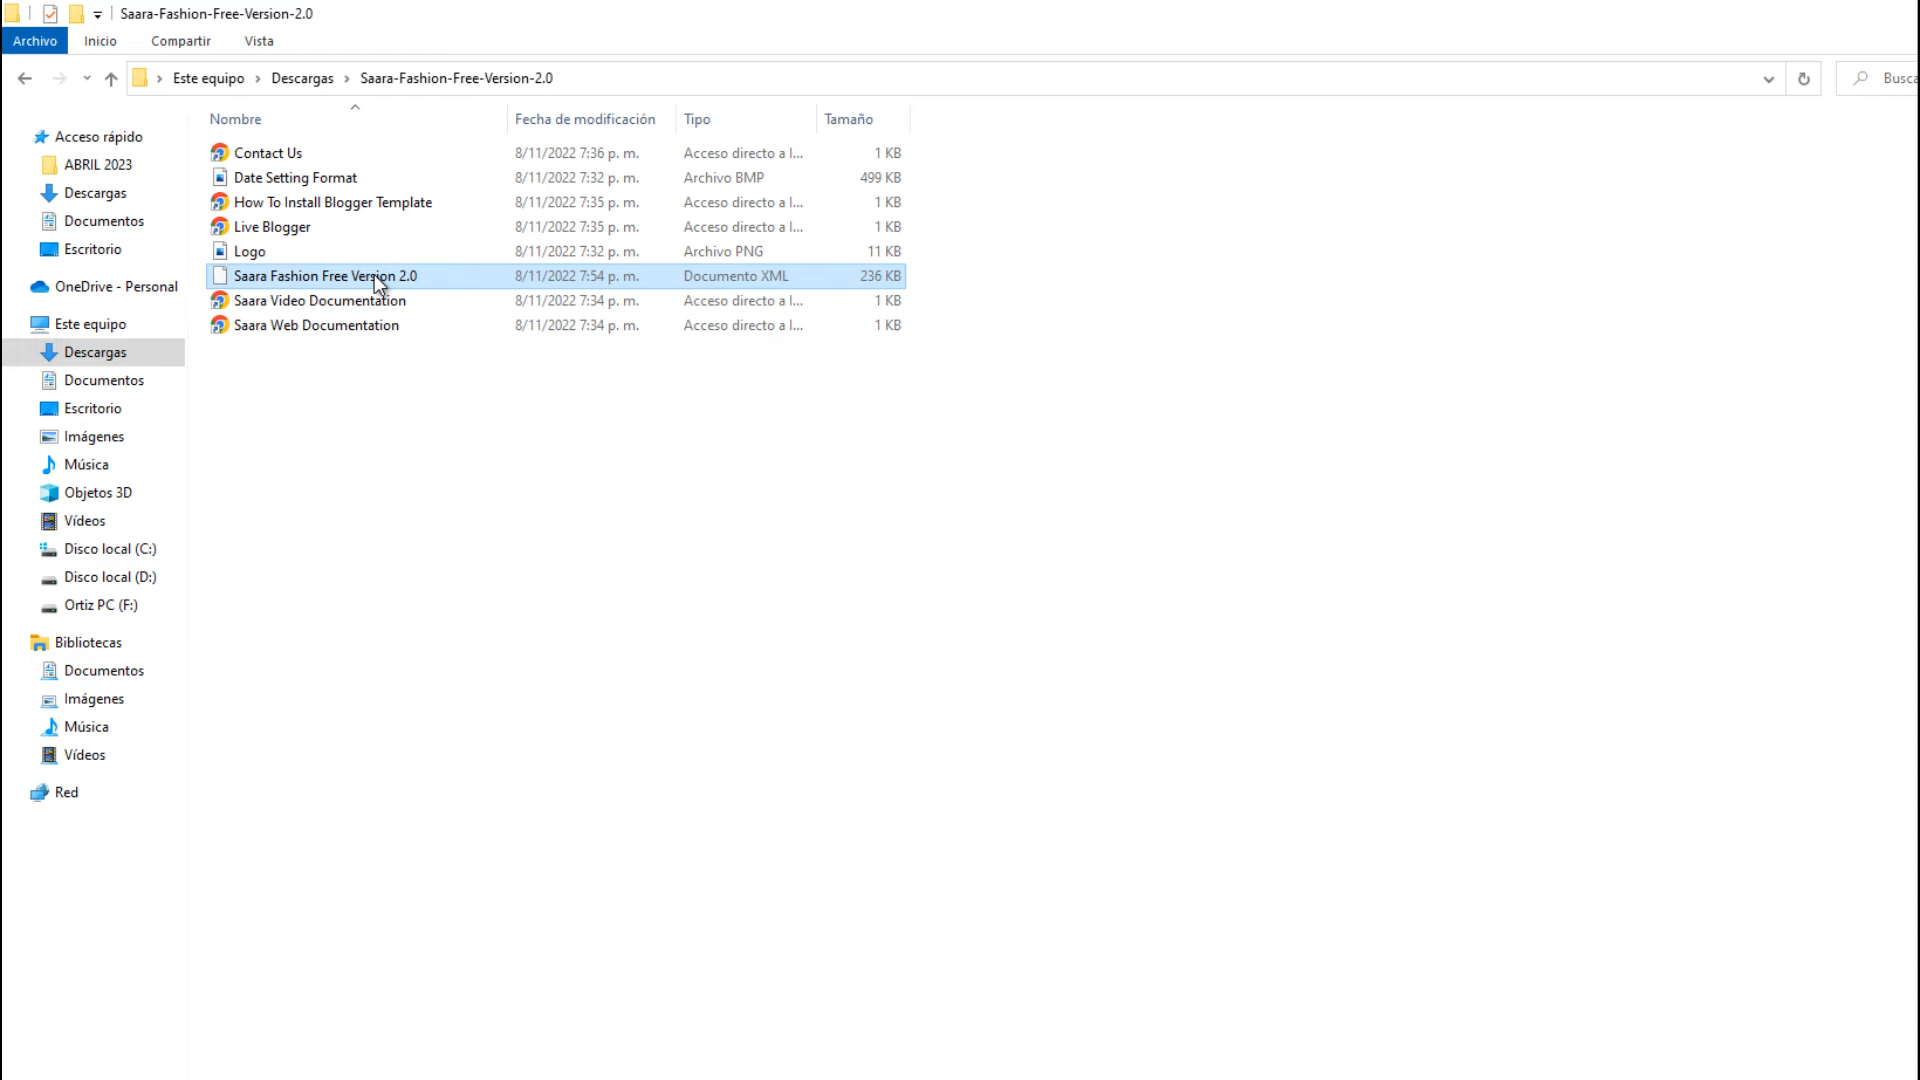 Saara-Fashion-Free-Version-2.0
Archivo Inicio Compartir Vista
Este equipo Descargas Saara-Fashion-Free-Version-2.0
Busca
Nombre Fecha de modificación Tipo Tamaño
Contact Us 8/11/2022 7:36 p. m. Acceso directo a l... 1 KB
Date Setting Format 8/11/2022 7:32 p. m. Archivo BMP 499 KB
How To Install Blogger Template 8/11/2022 7:35 p. m. Acceso directo a l... 1 KB
Live Blogger 8/11/2022 7:35 p. m. Acceso directo a l... 1 KB
Logo 8/11/2022 7:32 p. m. Archivo PNG 11 KB
Saara Fashion Free Version 2.0 8/11/2022 7:54 p. m. Documento XML 236 KB
Saara Video Documentation 8/11/2022 7:34 p. m. Acceso directo a l... 1 KB
Saara Web Documentation 8/11/2022 7:34 p. m. Acceso directo a l... 1 KB
Acceso rápido
ABRIL 2023
Descargas
Documentos
Escritorio
OneDrive - Personal
Este equipo
Descargas
Documentos
Escritorio
Imágenes
Música
Objetos 3D
Vídeos
Disco local (C:)
Disco local (D:)
Ortiz PC (F:)
Bibliotecas
Documentos
Imágenes
Música
Vídeos
Red